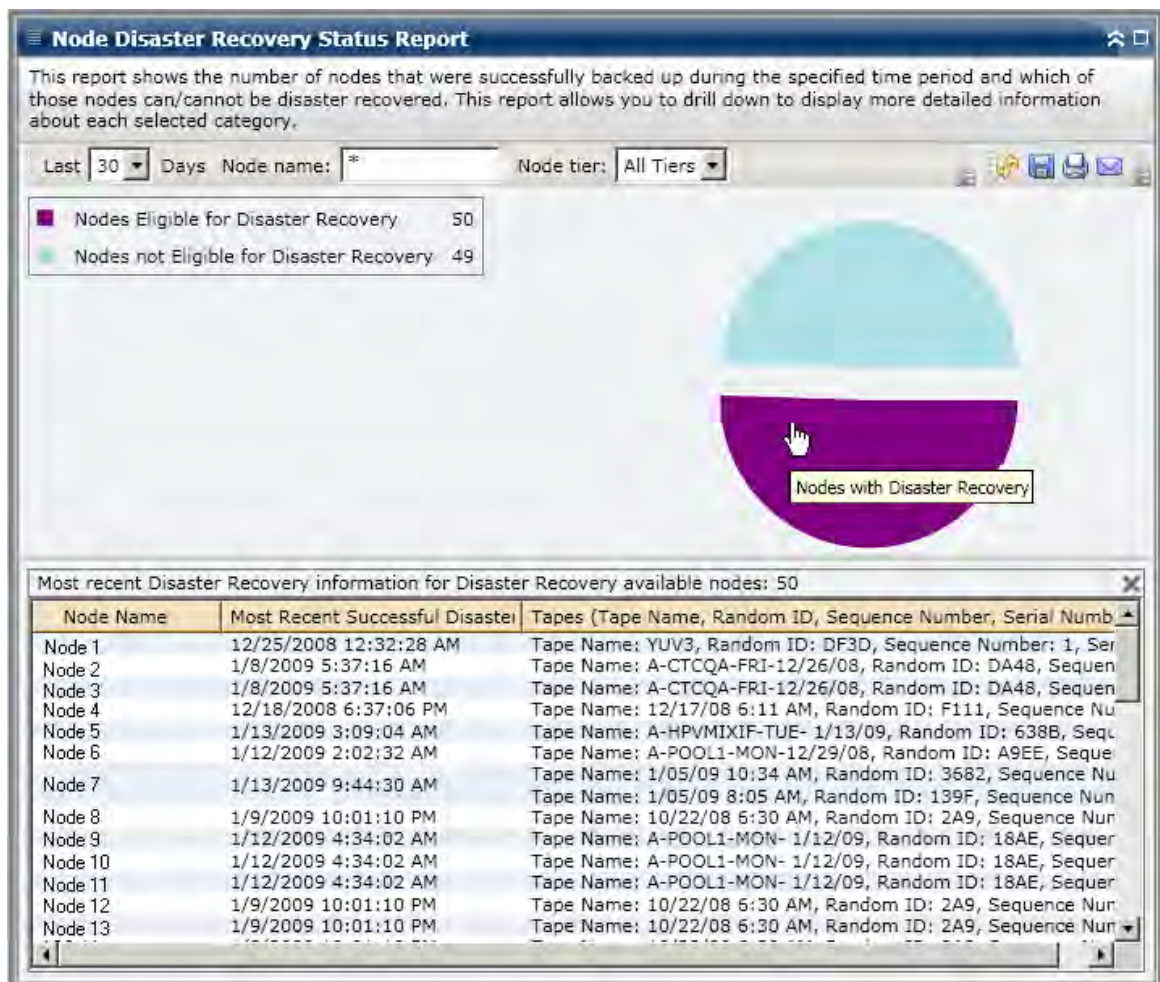 Node Disaster Recovery Status Report
This report shows the number of nodes that were successfully backed up during the specified time period and which of
those nodes can/cannot be disaster recovered. This report allows you to drill down to display more detailed information
about each selected category.
Last 30 Days Node name: * Node tier: All Tiers
Nodes Eligible for Disaster Recovery 50
Nodes not Eligible for Disaster Recovery 49
Nodes with Disaster Recovery
Most recent Disaster Recovery information for Disaster Recovery available nodes: 50
Node Name Most Recent Successful Disaster Tapes (Tape Name, Random ID, Sequence Number, Serial Numb
Node 1 12/25/2008 12:32:28 AM Tape Name: YUV3, Random ID: DF3D, Sequence Number: 1, Ser
Node 2 1/8/2009 5:37:16 AM Tape Name: A-CTCQA-FRI-12/26/08, Random ID: DA48, Sequen
Node 3 1/8/2009 5:37:16 AM Tape Name: A-CTCQA-FRI-12/26/08, Random ID: DA48, Sequen
Node 4 12/18/2008 6:37:06 PM Tape Name: 12/17/08 6:11 AM, Random ID: F111, Sequence Nu
Node 5 1/13/2009 3:09:04 AM Tape Name: A-HPVMIXIF-TUE- 1/13/09, Random ID: 638B, Sequ
Node 6 1/12/2009 2:02:32 AM Tape Name: A-POOL1-MON-12/29/08, Random ID: A9EE, Seque
Node 7 1/13/2009 9:44:30 AM Tape Name: 1/05/09 10:34 AM, Random ID: 3682, Sequence Nu
Tape Name: 1/05/09 8:05 AM, Random ID: 139F, Sequence Nun
Node 8 1/9/2009 10:01:10 PM Tape Name: 10/22/08 6:30 AM, Random ID: 2A9, Sequence Nur
Node 9 1/12/2009 4:34:02 AM Tape Name: A-POOL1-MON- 1/12/09, Random ID: 18AE, Sequer
Node 10 1/12/2009 4:34:02 AM Tape Name: A-POOL1-MON- 1/12/09, Random ID: 18AE, Sequer
Node 11 1/12/2009 4:34:02 AM Tape Name: A-POOL1-MON- 1/12/09, Random ID: 18AE, Sequer
Node 12 1/9/2009 10:01:10 PM Tape Name: 10/22/08 6:30 AM, Random ID: 2A9, Sequence Nur
Node 13 1/9/2009 10:01:10 PM Tape Name: 10/22/08 6:30 AM, Random ID: 2A9, Sequence Nur